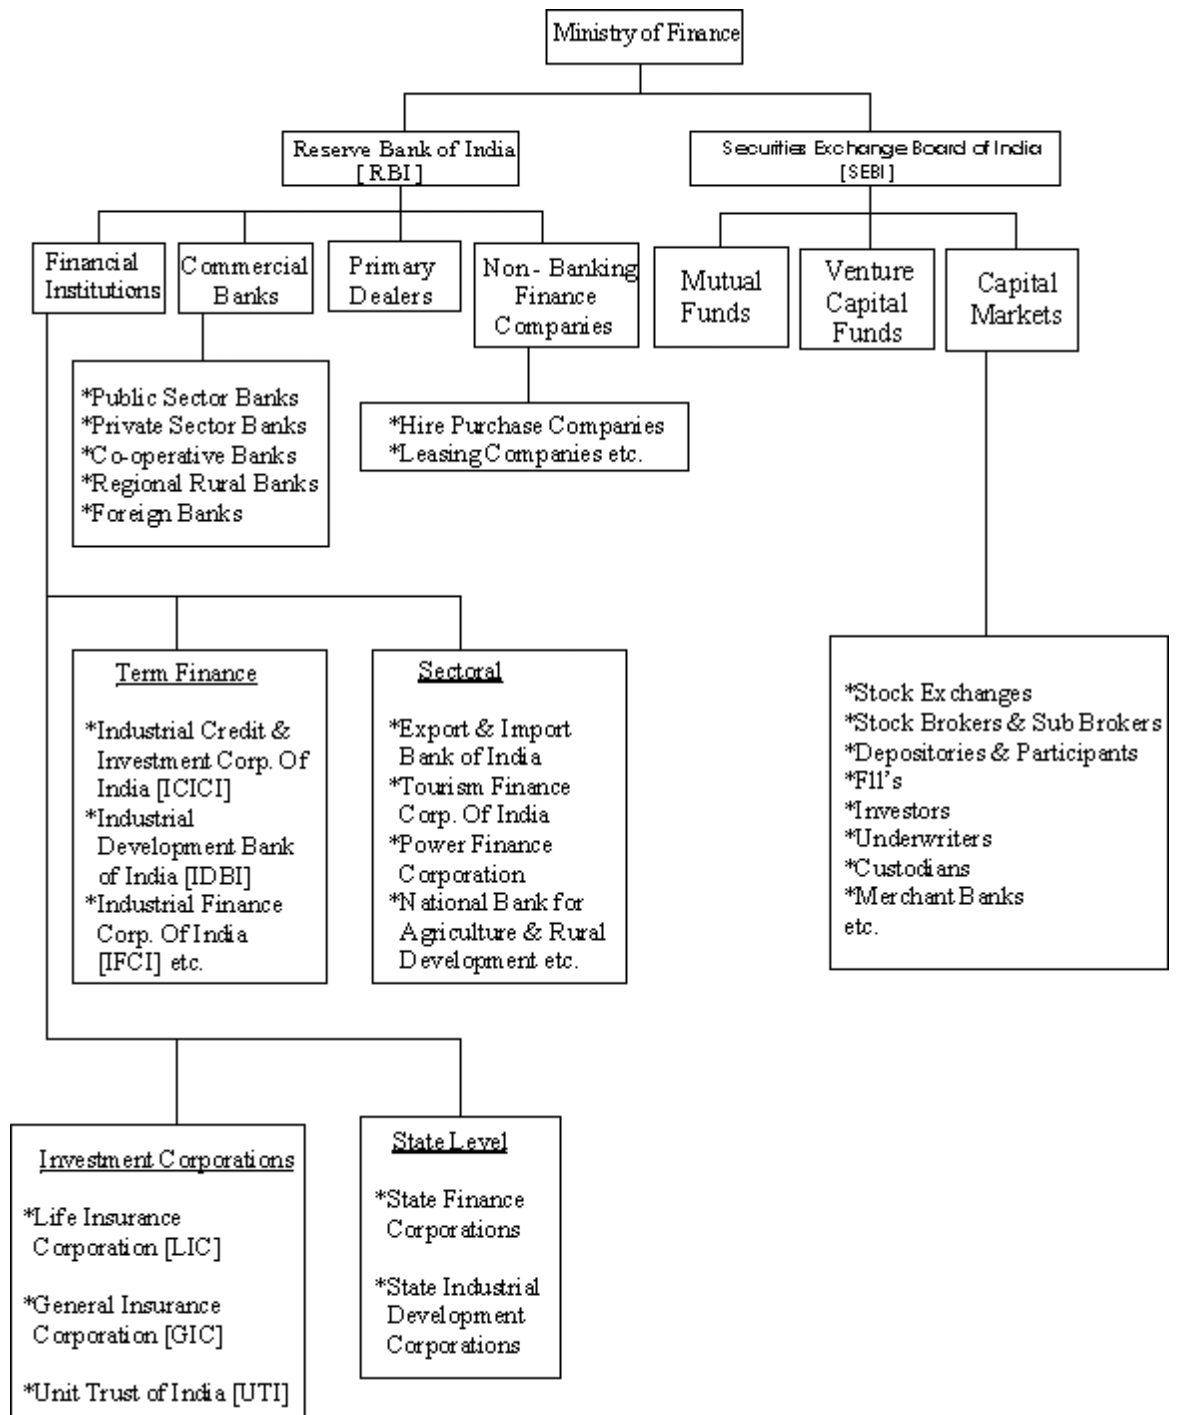 Ministry of Finance
Reserve Bank of India
[ RBI ]
Securities Exchange Board of India
[SEBI]
Financial
Institutions
Commercial
Banks
Primary
Dealers
Non- Banking
Finance
Companies
Mutual
Funds
Venture
Capital
Funds
Capital
Markets
*Public Sector Banks
*Private Sector Banks
*Co-operative Banks
*Regional Rural Banks
*Foreign Banks
*Hire Purchase Companies
*Leasing Companies etc.
Term Finance
*Industrial Credit &
Investment Corp. Of
India [ICICI]
*Industrial
Development Bank
of India [IDBI]
*Industrial Finance
Corp. Of India
[IFCI] etc.
Sectoral
*Export & Import
Bank of India
*Tourism Finance
Corp. Of India
*Power Finance
Corporation
*National Bank for
Agriculture & Rural
Development etc.
*Stock Exchanges
*Stock Brokers & Sub Brokers
*Depositories & Participants
*F11's
*Investors
*Underwriters
*Custodians
*Merchant Banks
etc.
Investment Corporations
*Life Insurance
Corporation [LIC]
*General Insurance
Corporation [GIC]
*Unit Trust of India [UTI]
State Level
*State Finance
Corporations
*State Industrial
Development
Corporations